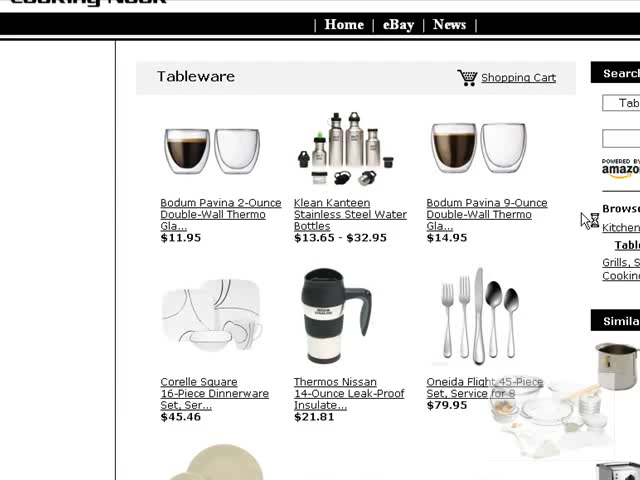 Cooking Nook
| Home | eBay | News |
Tableware
Shopping Cart
Search
Tab
POWERED BY
amazo
Browse
Kitchen
Table
Grills, S
Cooking
Bodum Pavina 2-Ounce
Double-Wall Thermo
Gla...
$11.95
Klean Kanteen
Stainless Steel Water
Bottles
$13.65 - $32.95
Bodum Pavina 9-Ounce
Double-Wall Thermo
Gla...
$14.95
Corelle Square
16-Piece Dinnerware
Set, Ser...
$45.46
Thermos Nissan
14-Ounce Leak-Proof
Insulate...
$21.81
Oneida Flight 45-Piece
Set, Service for 8
$79.95
Simila